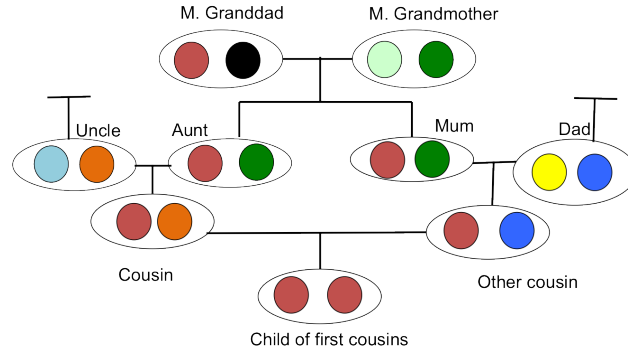 M. Granddad
M. Grandmother
Uncle
Aunt
Mum
Dad
Cousin
Other cousin
Child of first cousins